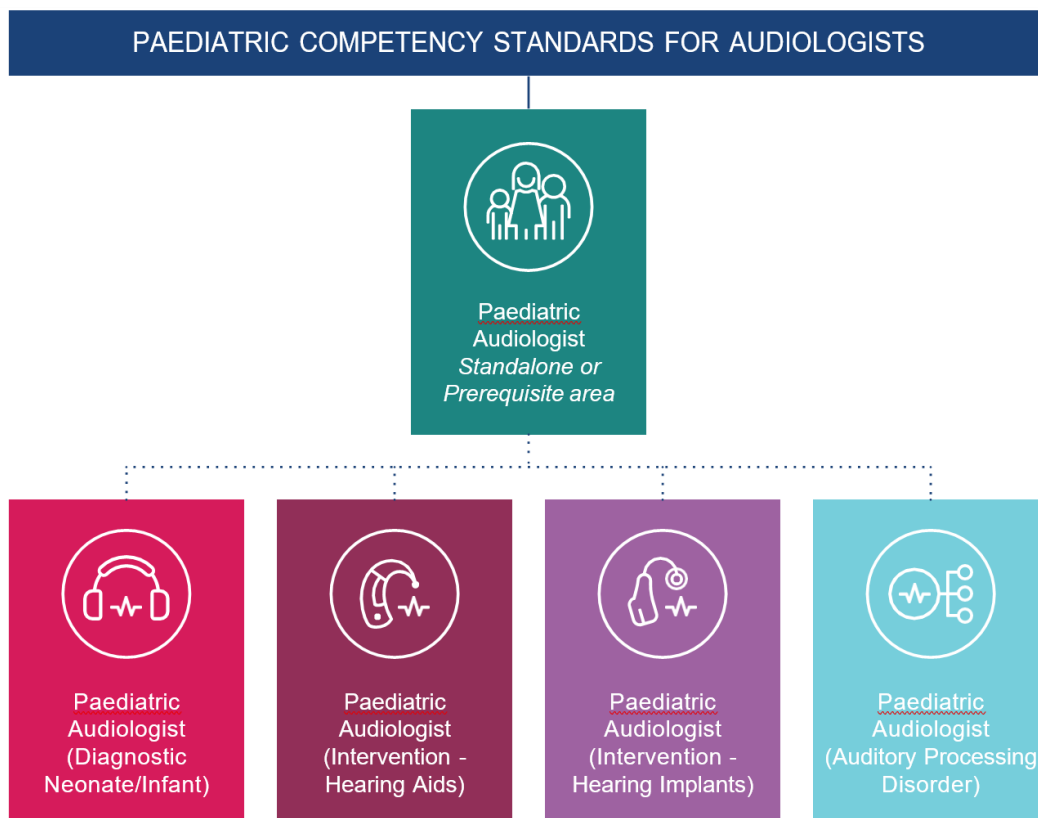 PAEDIATRIC COMPETENCY STANDARDS FOR AUDIOLOGISTS
Paediatric
Audiologist
Standalone or
Prerequisite area
Paediatric
Audiologist
(Diagnostic
Neonate/Infant)
Paediatric
Audiologist
(Intervention -
Hearing Aids)
Paediatric
Audiologist
(Intervention -
Hearing Implants)
Paediatric
Audiologist
(Auditory Processing
Disorder)